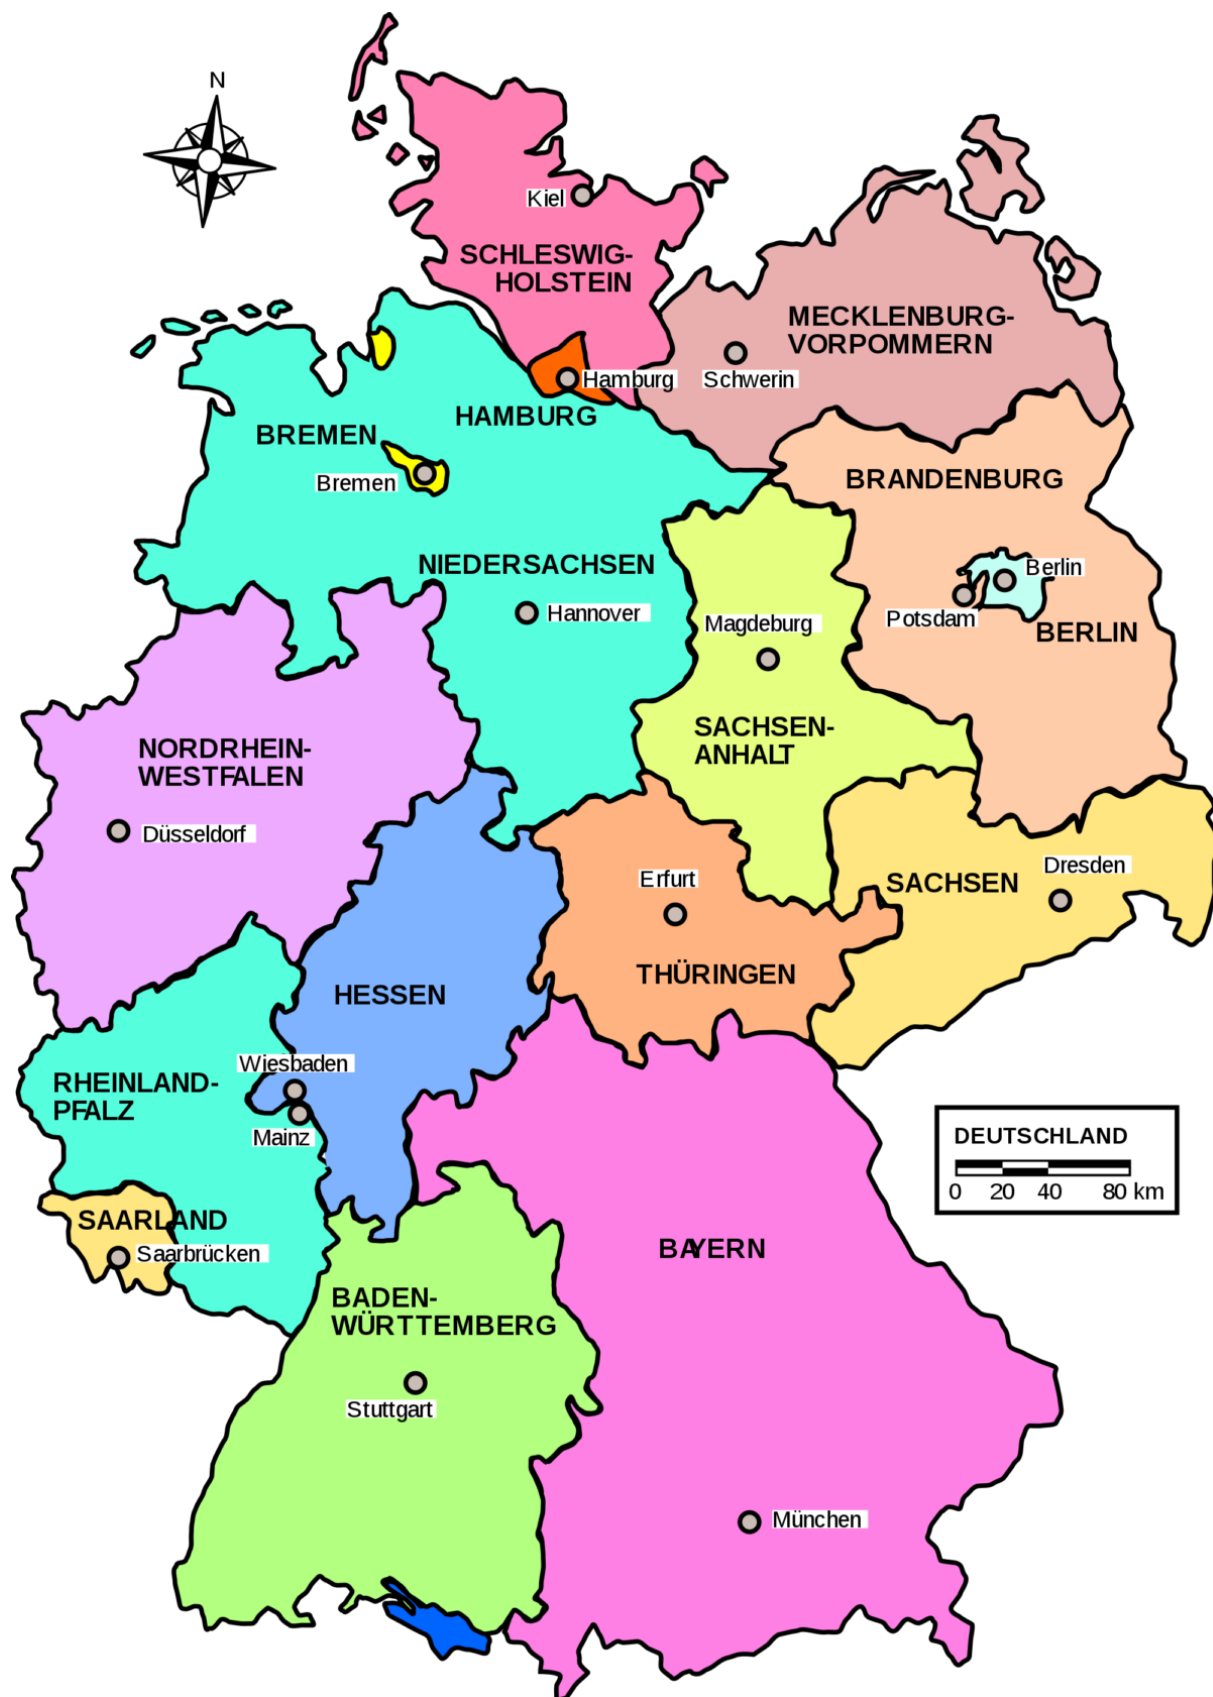 N
Kiel
SCHLESWIG-
HOLSTEIN
MECKLENBURG-
VORPOMMERN
Schwerin
Hamburg
HAMBURG
BREMEN
Bremen
BRANDENBURG
NIEDERSACHSEN
Hannover
Berlin
Potsdam
BERLIN
Magdeburg
SACHSEN-
ANHALT
NORDRHEIN-
WESTFALEN
Düsseldorf
Erfurt
THÜRINGEN
SACHSEN
Dresden
HESSEN
Wiesbaden
Mainz
RHEINLAND-
PFALZ
SAARLAND
Saarbrücken
DEUTSCHLAND
0 20 40 80 km
BAYERN
BADEN-
WÜRTTEMBERG
Stuttgart
München